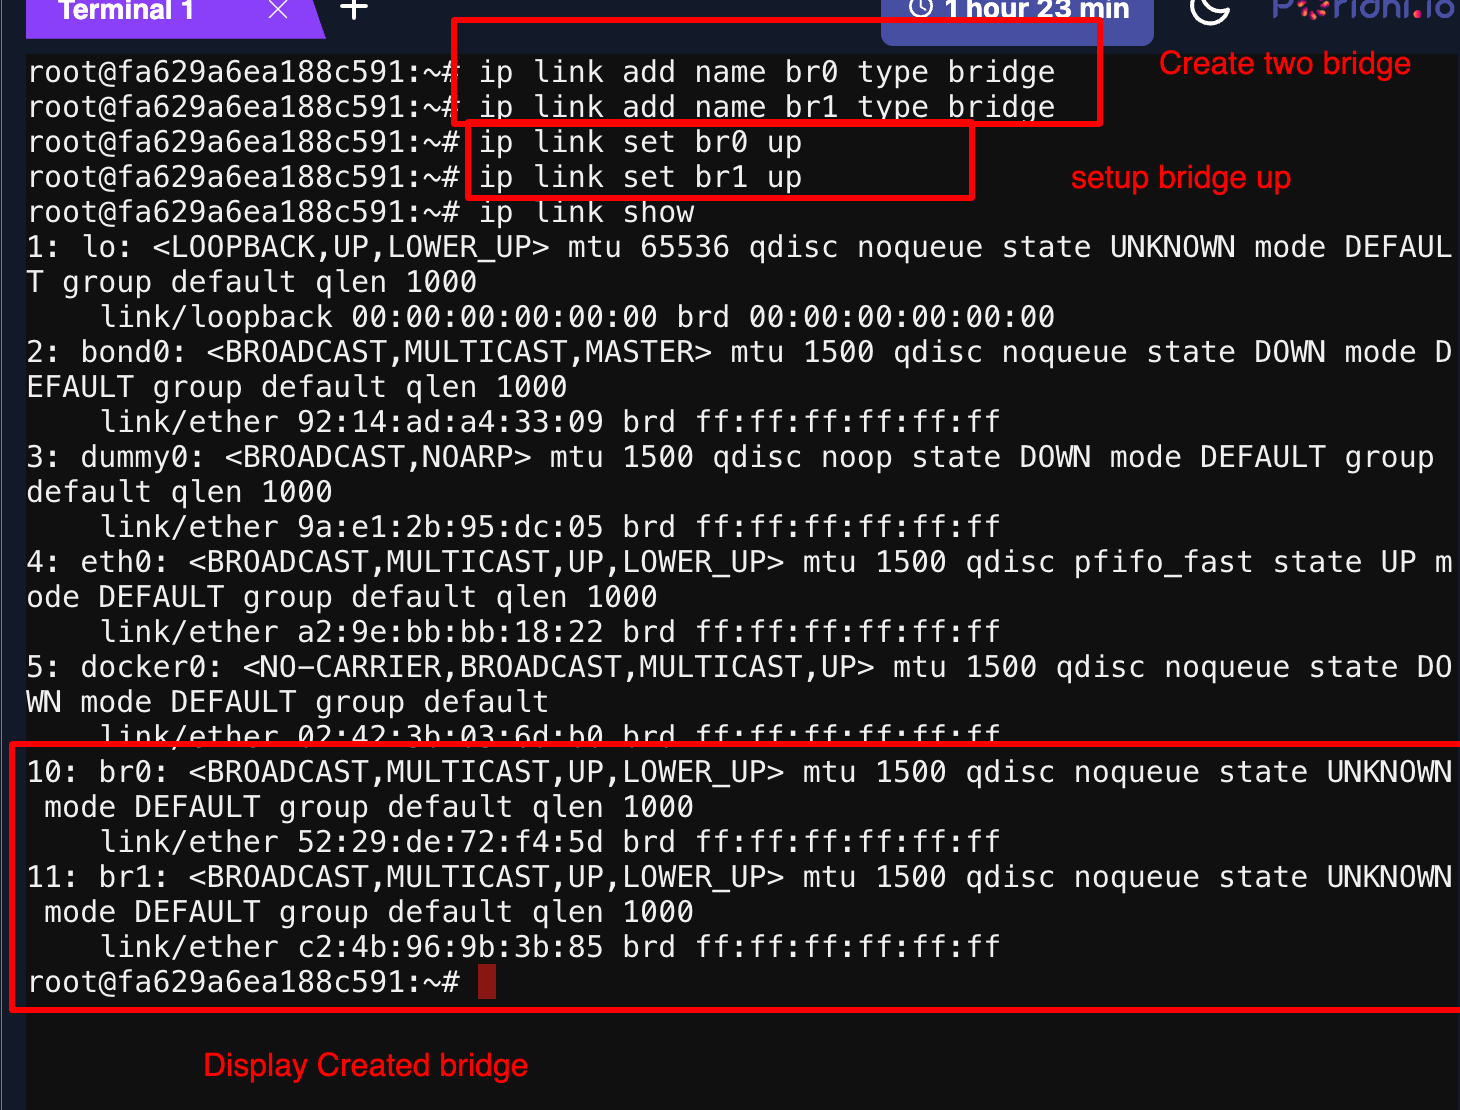 Terminal 1
1 hour 23 min
Poridhi.io
root@fa629a6ea188c591:~# ip link add name br0 type bridge
Create two bridge
root@fa629a6ea188c591:~# ip link add name br1 type bridge
root@fa629a6ea188c591:~# ip link set br0 up
root@fa629a6ea188c591:~# ip link set br1 up
setup bridge up
root@fa629a6ea188c591:~# ip link show
1: lo: <LOOPBACK,UP,LOWER_UP> mtu 65536 qdisc noqueue state UNKNOWN mode DEFAUL
T group default qlen 1000
    link/loopback 00:00:00:00:00:00 brd 00:00:00:00:00:00
2: bond0: <BROADCAST,MULTICAST,MASTER> mtu 1500 qdisc noqueue state DOWN mode D
EFAULT group default qlen 1000
    link/ether 92:14:ad:a4:33:09 brd ff:ff:ff:ff:ff:ff
3: dummy0: <BROADCAST,NOARP> mtu 1500 qdisc noop state DOWN mode DEFAULT group
default qlen 1000
    link/ether 9a:e1:2b:95:dc:05 brd ff:ff:ff:ff:ff:ff
4: eth0: <BROADCAST,MULTICAST,UP,LOWER_UP> mtu 1500 qdisc pfifo_fast state UP m
ode DEFAULT group default qlen 1000
    link/ether a2:9e:bb:bb:18:22 brd ff:ff:ff:ff:ff:ff
5: docker0: <NO-CARRIER,BROADCAST,MULTICAST,UP> mtu 1500 qdisc noqueue state DO
WN mode DEFAULT group default
    link/ether 02:42:3b:03:6d:b0 brd ff:ff:ff:ff:ff:ff
10: br0: <BROADCAST,MULTICAST,UP,LOWER_UP> mtu 1500 qdisc noqueue state UNKNOWN
 mode DEFAULT group default qlen 1000
    link/ether 52:29:de:72:f4:5d brd ff:ff:ff:ff:ff:ff
11: br1: <BROADCAST,MULTICAST,UP,LOWER_UP> mtu 1500 qdisc noqueue state UNKNOWN
 mode DEFAULT group default qlen 1000
    link/ether c2:4b:96:9b:3b:85 brd ff:ff:ff:ff:ff:ff
root@fa629a6ea188c591:~#
Display Created bridge